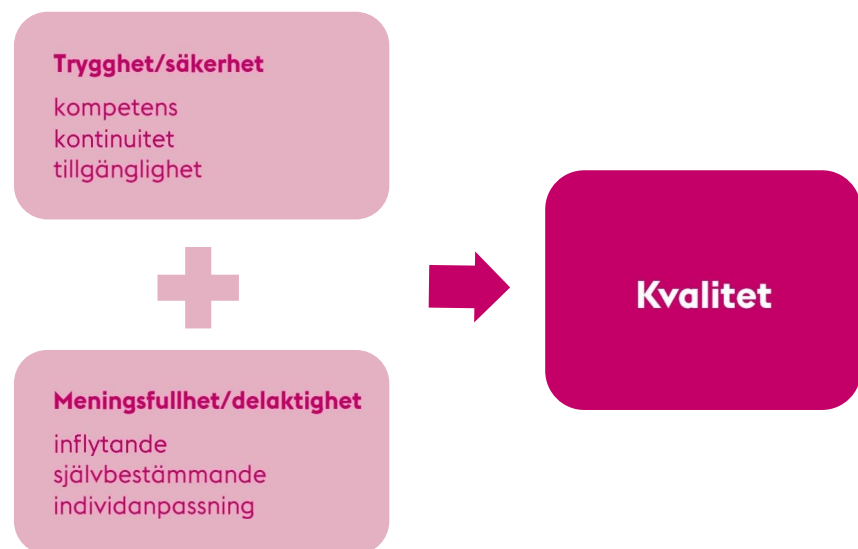 Trygghet/säkerhet
kompetens
kontinuitet
tillgänglighet
Kvalitet
Meningsfullhet/delaktighet
inflytande
självbestämmande
individanpassning